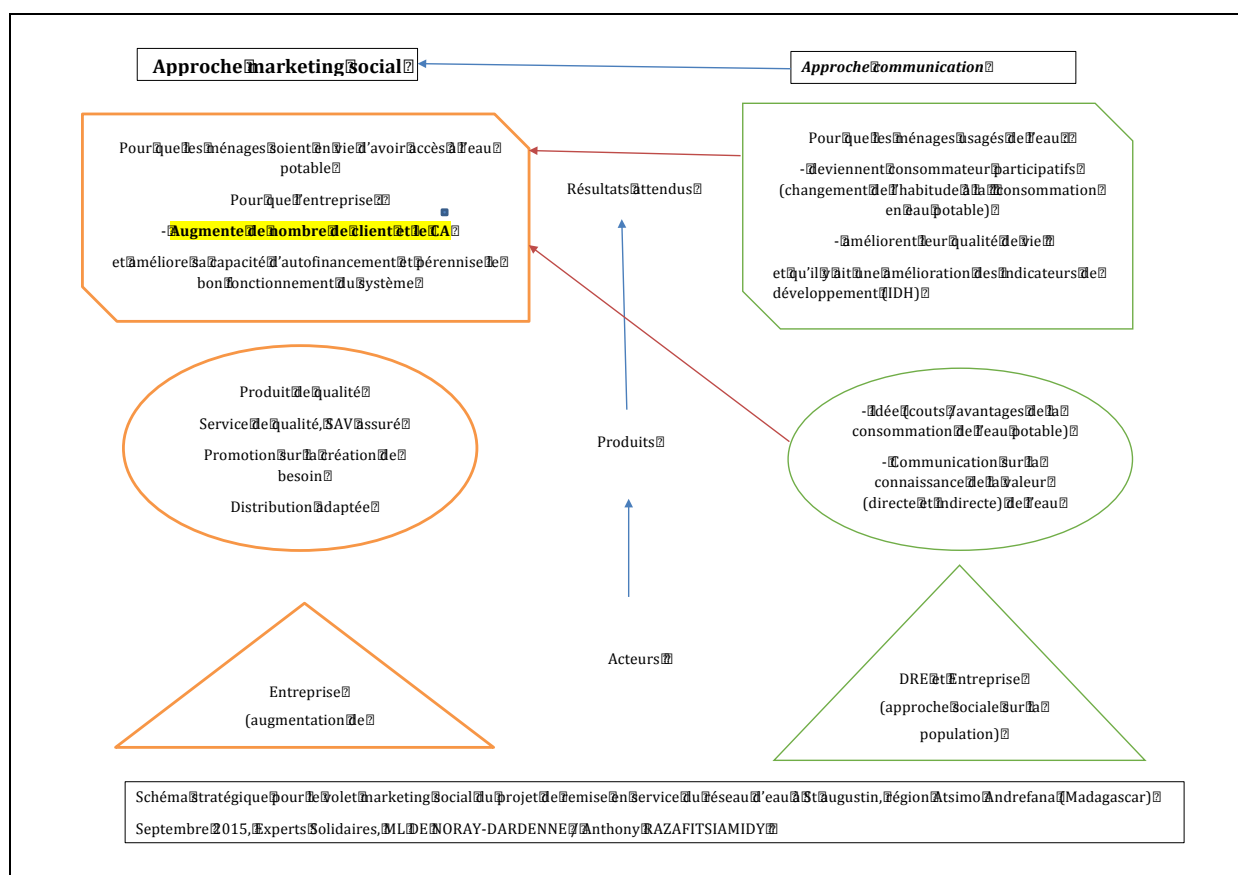 Approche marketing social
Approche communication
Pour que les ménages soient en vie d'avoir accès à l'eau
potable
Pour que l'entreprise :
- Augmente de nombre de client et le CA
et améliore sa capacité d'autofinancement et pérennise le
bon fonctionnement du système
Résultats attendus
Pour que les ménages usagés de l'eau :
- deviennent consommateur participatifs
(changement de l'habitude à la consommation
en eau potable)
- améliorent leur qualité de vie
et qu'il y ait une amélioration des indicateurs de
développement (IDH)
Produit de qualité
Service de qualité, SAV assuré
Promotion sur la création de
besoin
Distribution adaptée
Produits
- Idée (couts / avantages de la
consommation de l'eau potable)
- Communication sur la
connaissance de la valeur
(directe et indirecte) de l'eau
Acteurs
Entreprise
(augmentation de
DRE et Entreprise
(approche sociale sur la
population)
Schéma stratégique pour le volet marketing social du projet de remise en service du réseau d'eau à St augustin, région Atsimo Andrefana (Madagascar)
Septembre 2015, Experts Solidaires, ML DE NORAY-DARDENNE / Anthony RAZAFITSIAMIDY